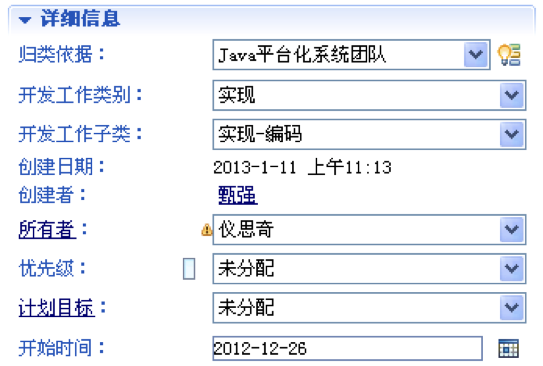 详细信息
归类依据： Java平台化系统团队
开发工作类别： 实现
开发工作子类： 实现-编码
创建日期： 2013-1-11 上午11:13
创建者： 甄强
所有者： 仪思奇
优先级： 未分配
计划目标： 未分配
开始时间： 2012-12-26